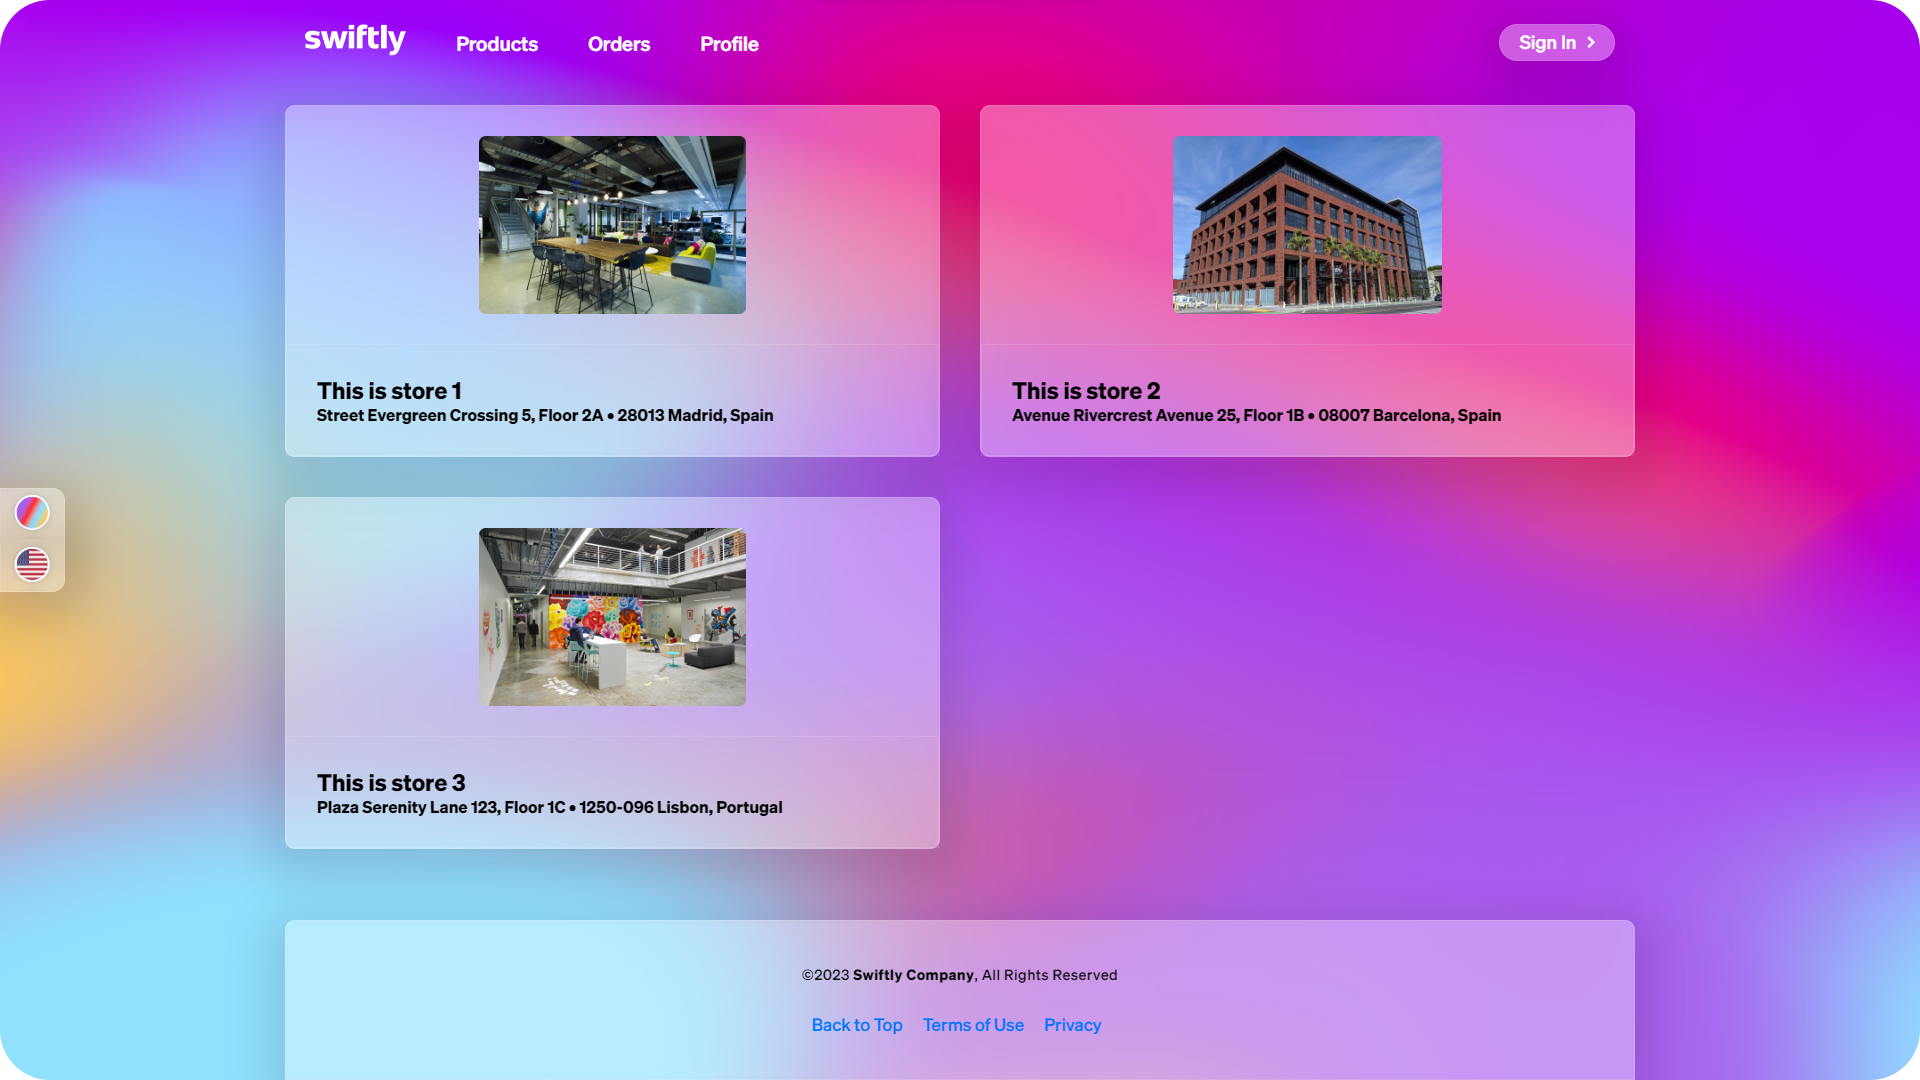 swiftly
Products
Orders
Profile
Sign In
This is store 1
Street Evergreen Crossing 5, Floor 2A • 28013 Madrid, Spain
This is store 2
Avenue Rivercrest Avenue 25, Floor 1B • 08007 Barcelona, Spain
This is store 3
Plaza Serenity Lane 123, Floor 1C • 1250-096 Lisbon, Portugal
©2023 Swiftly Company, All Rights Reserved
Back to Top
Terms of Use
Privacy